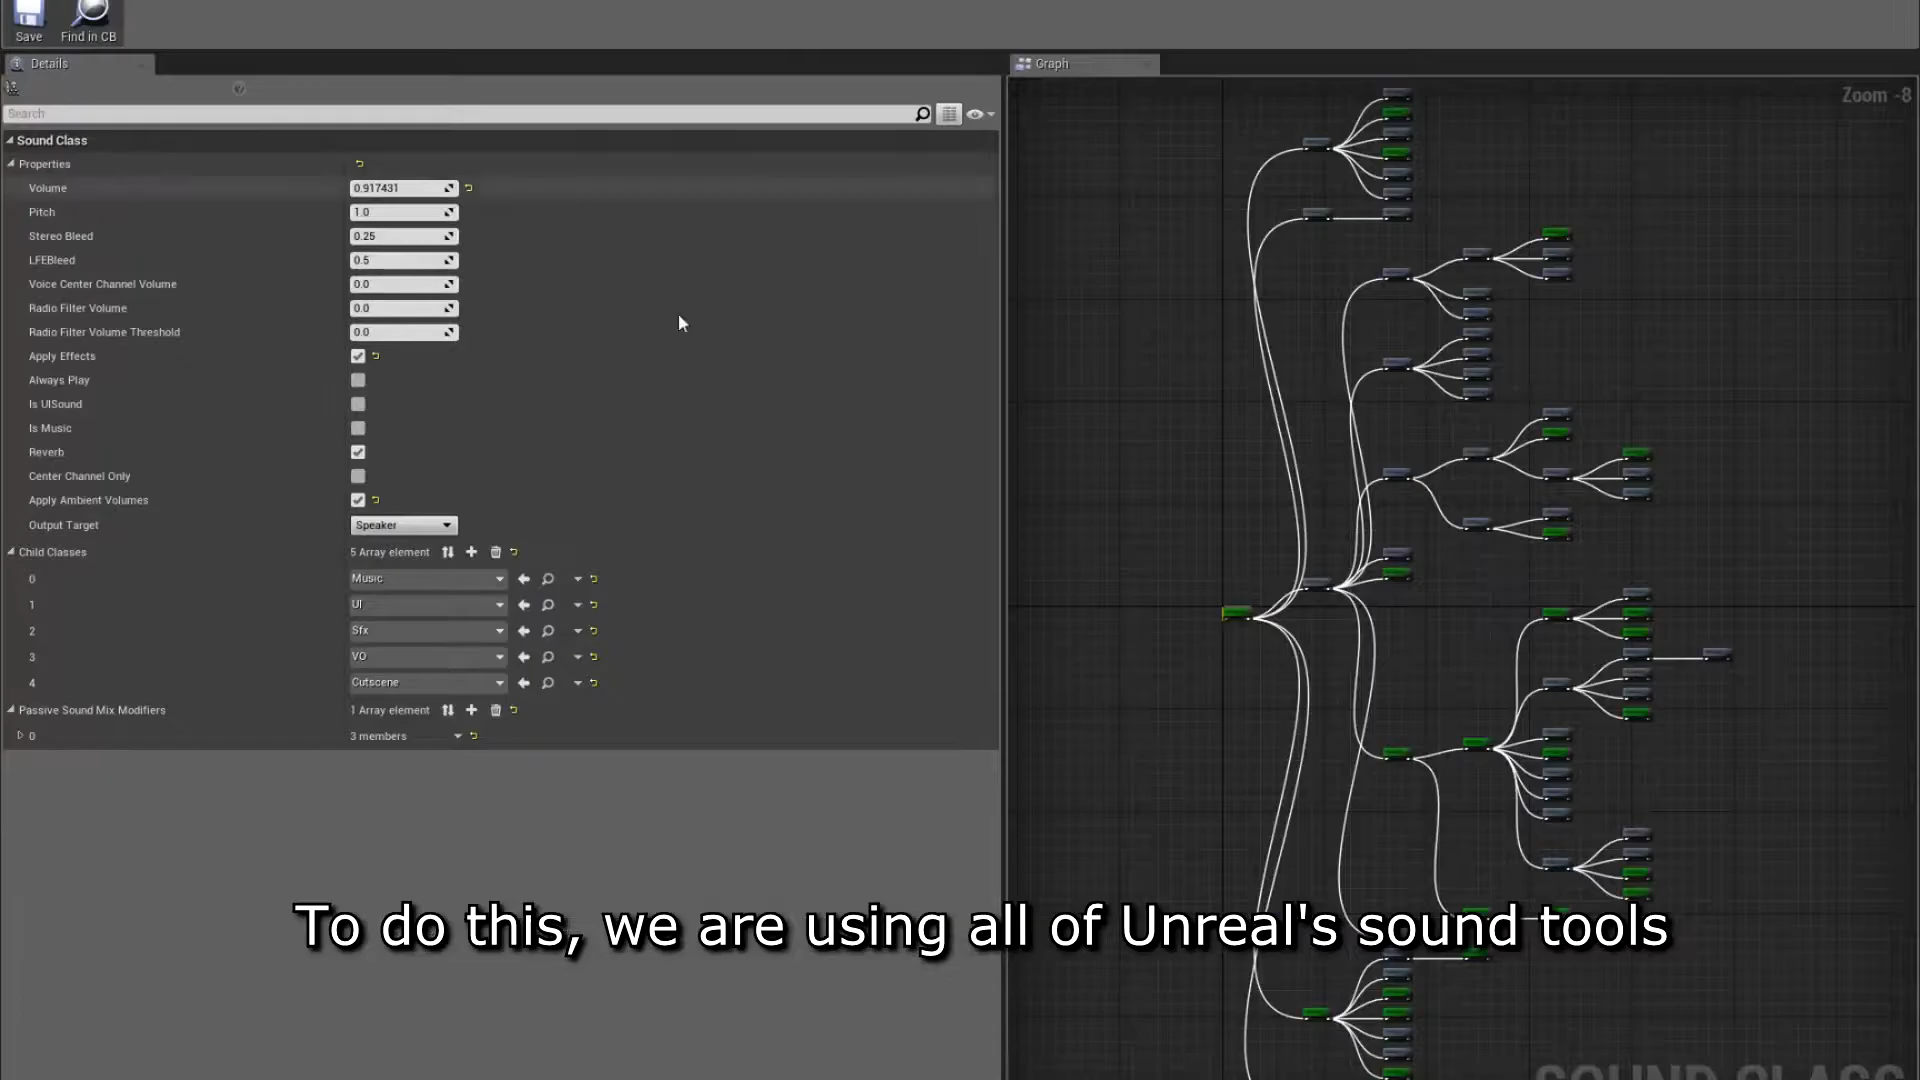 Save
Find in CB
Details
Graph
Zoom -8
Search
Sound Class
Properties
Volume 0.917431
Pitch 1.0
Stereo Bleed 0.25
LFEBleed 0.5
Voice Center Channel Volume 0.0
Radio Filter Volume 0.0
Radio Filter Volume Threshold 0.0
Apply Effects
Always Play
Is UISound
Is Music
Reverb
Center Channel Only
Apply Ambient Volumes
Output Target Speaker
Child Classes 5 Array element
0 Music
1 UI
2 Sfx
3 VO
4 Cutscene
Passive Sound Mix Modifiers 1 Array element
0 3 members
To do this, we are using all of Unreal's sound tools
SOUND CLASS